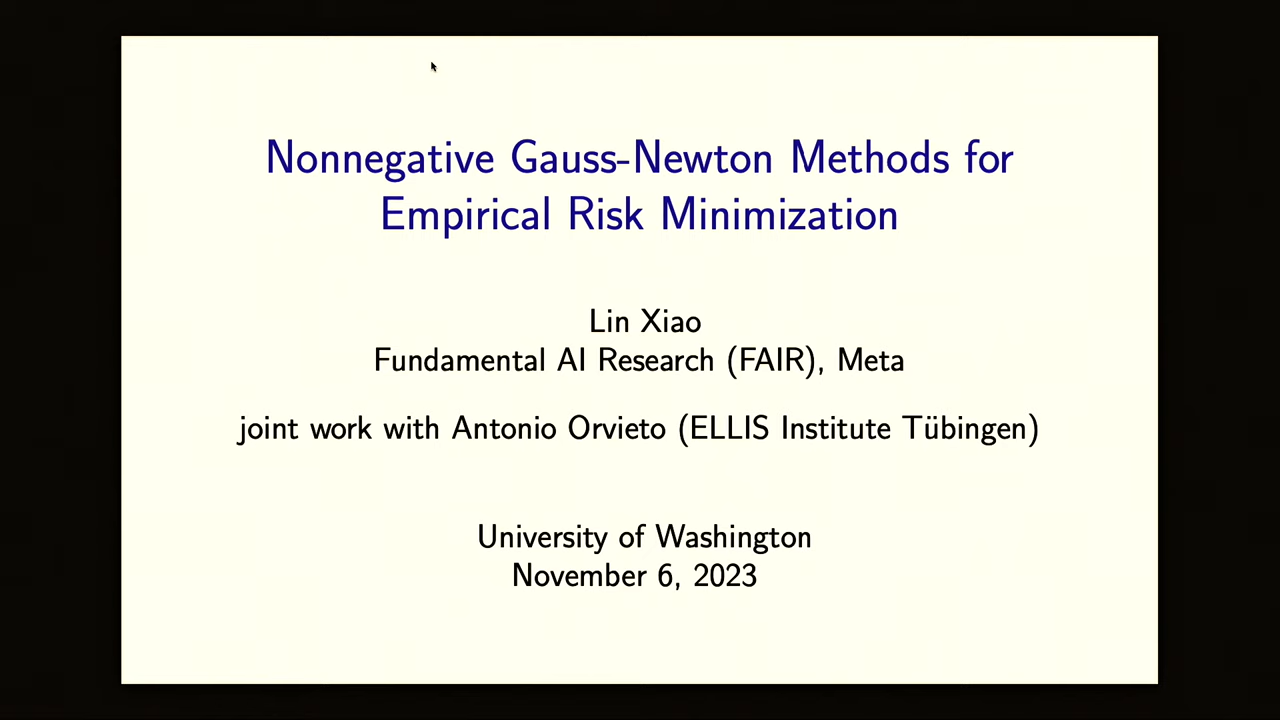 Nonnegative Gauss-Newton Methods for
Empirical Risk Minimization
Lin Xiao
Fundamental AI Research (FAIR), Meta
joint work with Antonio Orvieto (ELLIS Institute Tübingen)
University of Washington
November 6, 2023